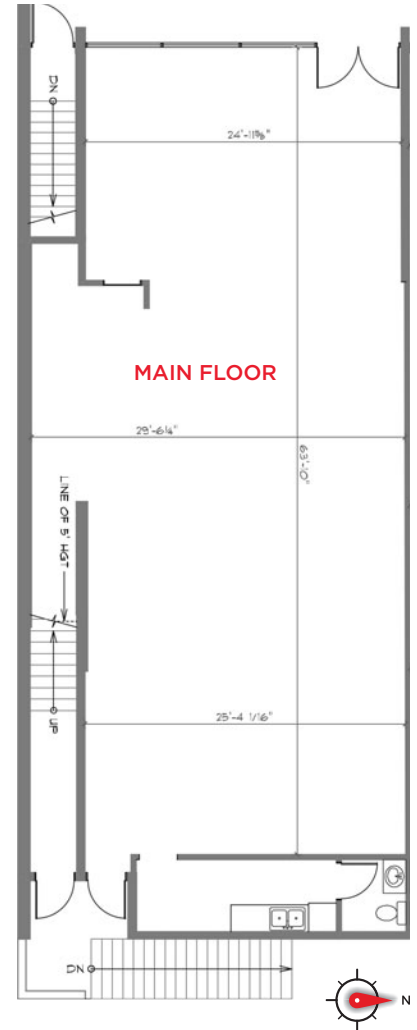 DN
24'-11⅝"
MAIN FLOOR
29'-6¼"
63'-10"
LINE OF 5' HGT
UP
25'-4 1/16"
DN
N